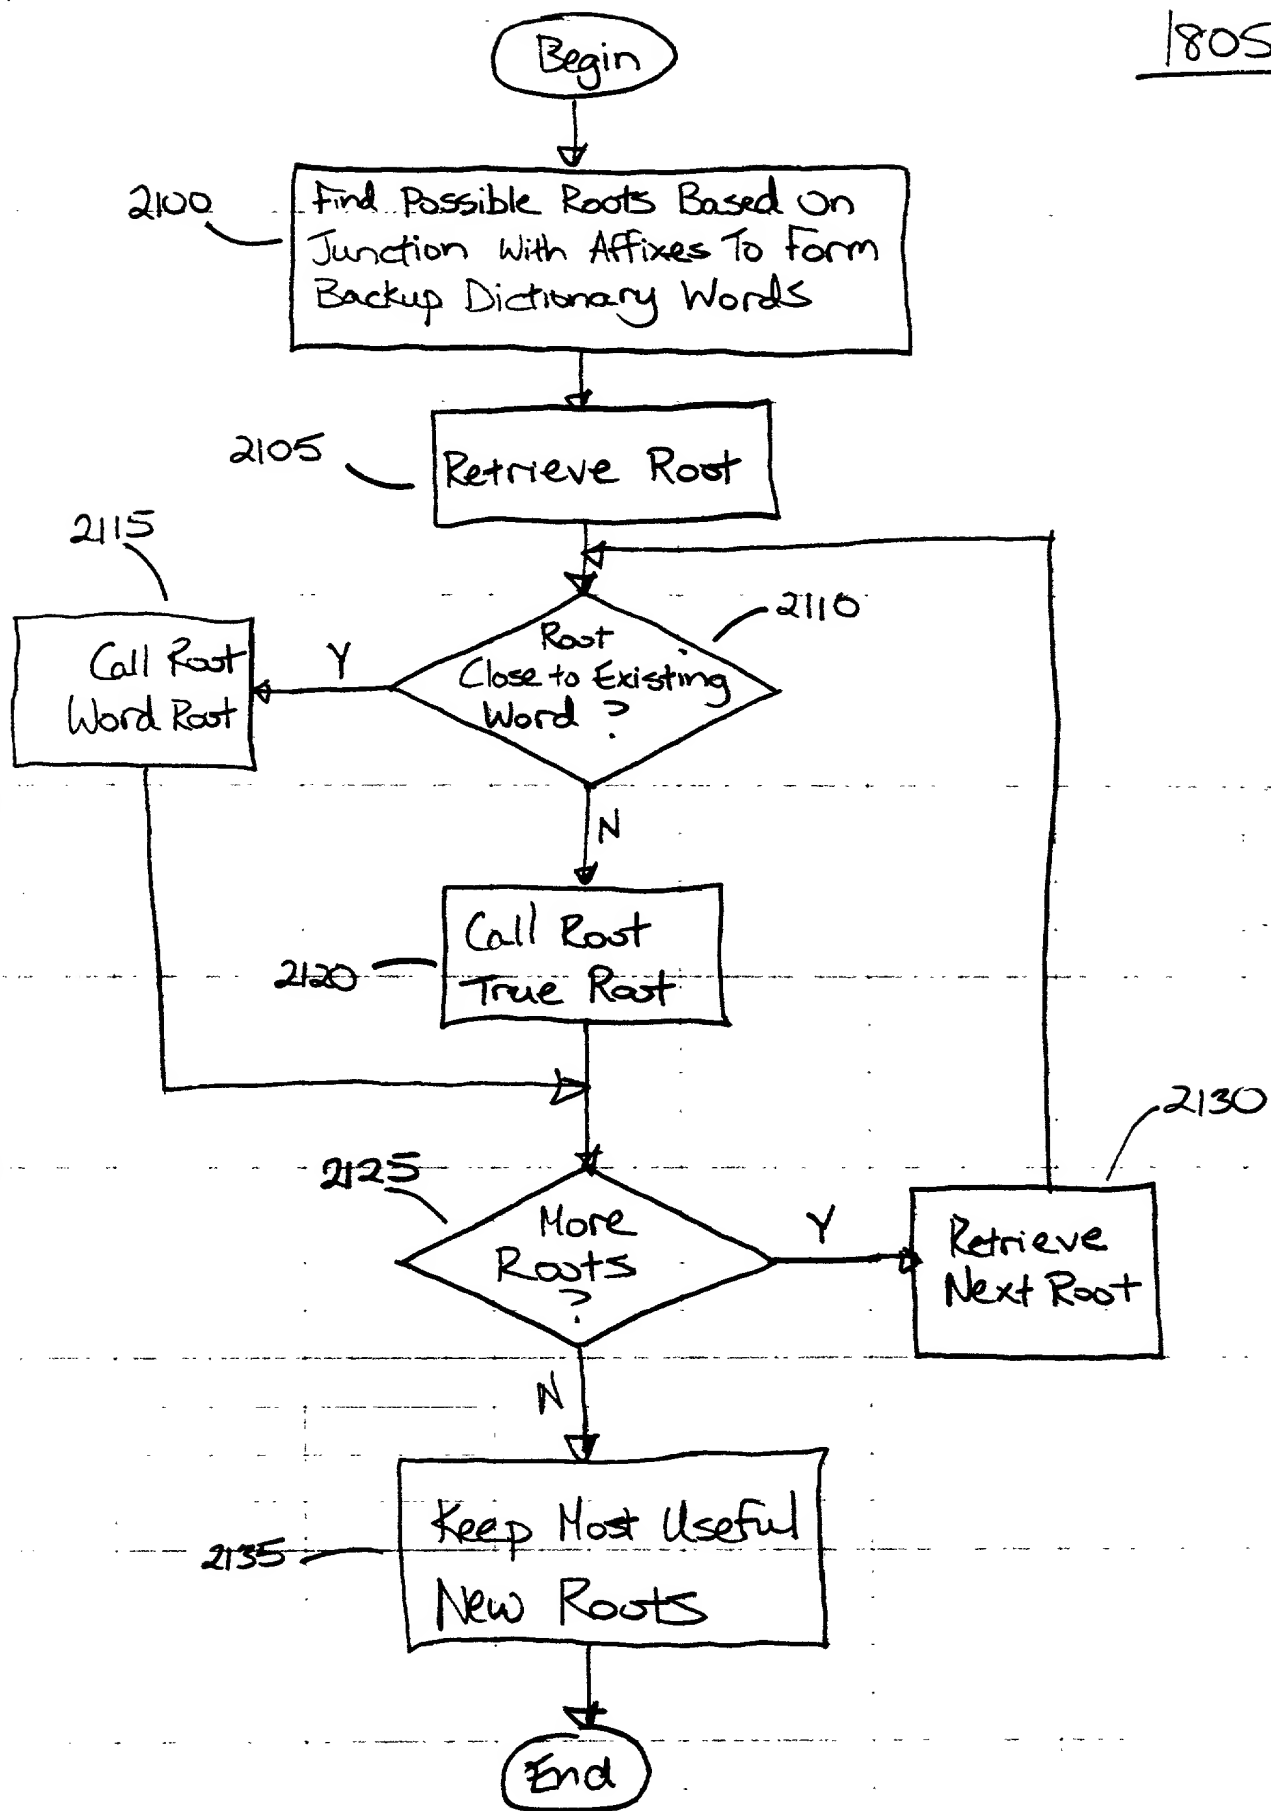 1805
Begin
2100
Find Possible Roots Based On
Junction With Affixes To Form
Backup Dictionary Words
2105
Retrieve Root
2115
2110
Call Root
Word Root
Y
Root
Close to Existing
Word ?
N
Call Root
True Root
2120
2130
2125
More
Roots
?
Y
Retrieve
Next Root
N
Keep Most Useful
New Roots
2135
End